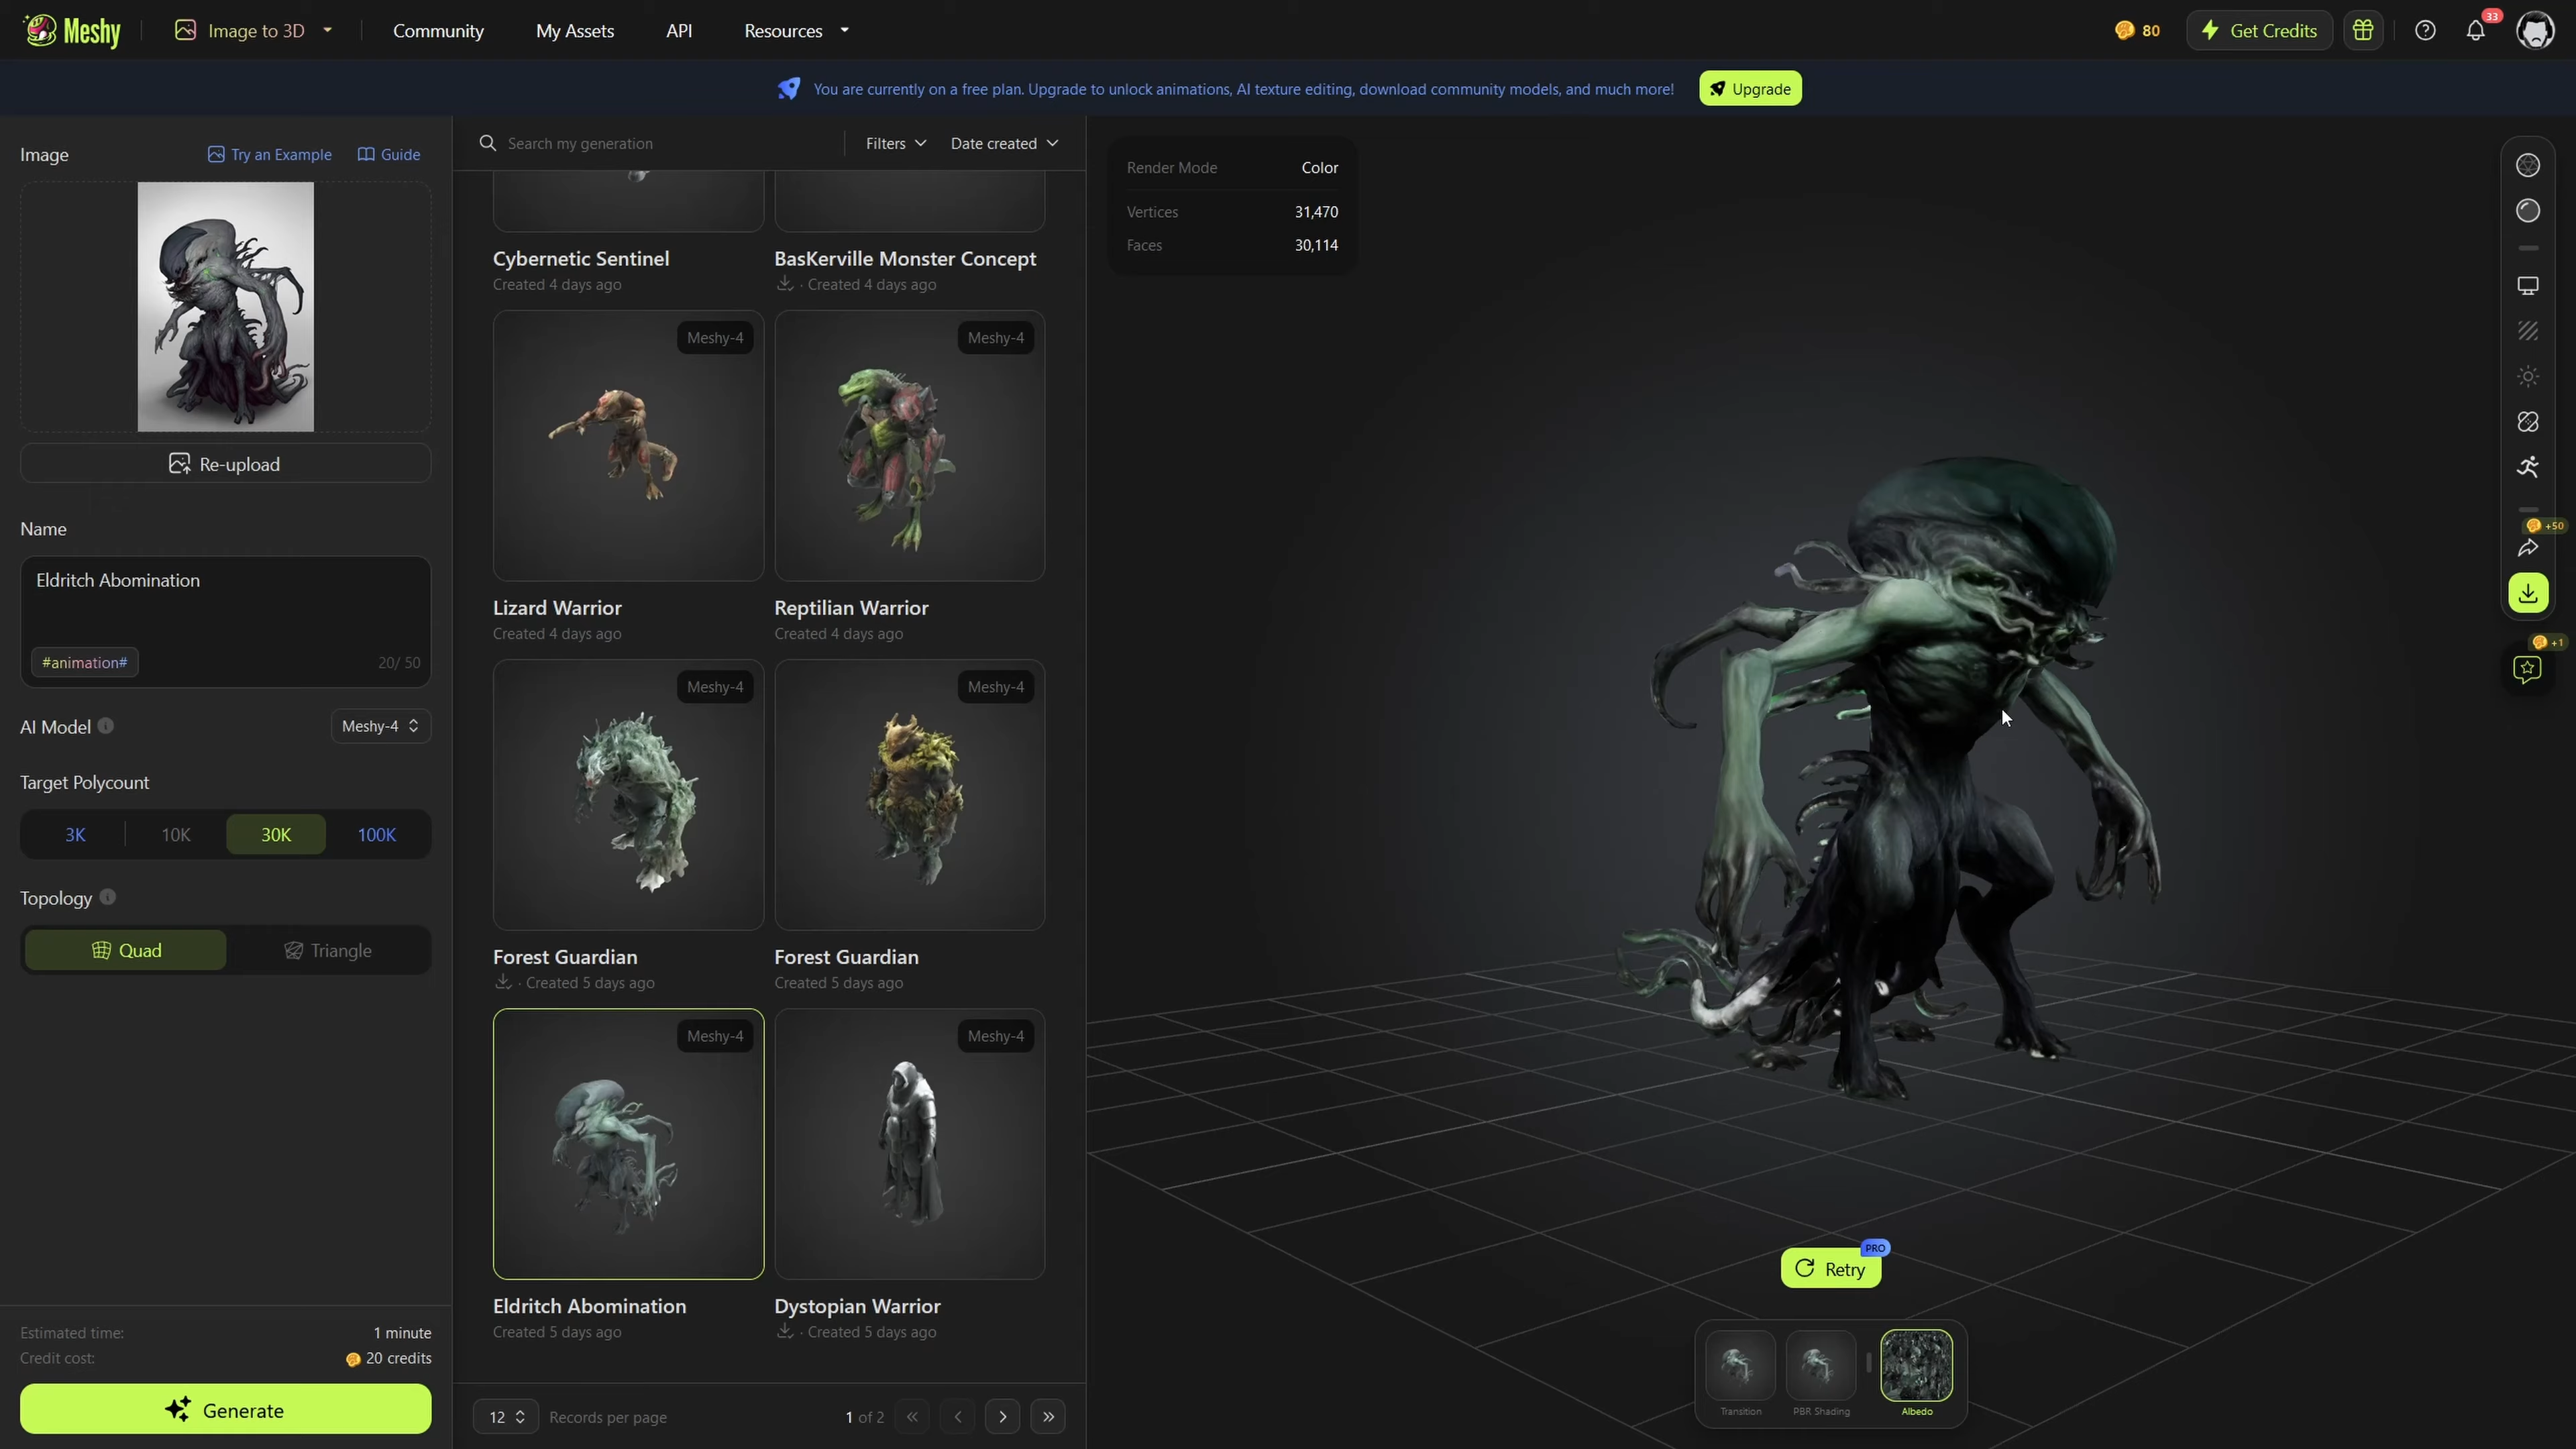 Meshy
Image to 3D
Community
My Assets
API
Resources
80
Get Credits
33
You are currently on a free plan. Upgrade to unlock animations, AI texture editing, download community models, and much more!
Upgrade
Image
Try an Example
Guide
Re-upload
Name
Eldritch Abomination
#animation#
20/ 50
AI Model
Meshy-4
Target Polycount
3K
10K
30K
100K
Topology
Quad
Triangle
Estimated time:
1 minute
Credit cost:
20 credits
Generate
Search my generation
Filters
Date created
Cybernetic Sentinel
Created 4 days ago
BasKerville Monster Concept
· Created 4 days ago
Meshy-4
Lizard Warrior
Created 4 days ago
Meshy-4
Reptilian Warrior
Created 4 days ago
Meshy-4
Forest Guardian
· Created 5 days ago
Meshy-4
Forest Guardian
Created 5 days ago
Meshy-4
Eldritch Abomination
Created 5 days ago
Meshy-4
Dystopian Warrior
· Created 5 days ago
12
Records per page
1 of 2
Render Mode
Color
Vertices
31,470
Faces
30,114
+50
+1
PRO
Retry
Transition
PBR Shading
Albedo